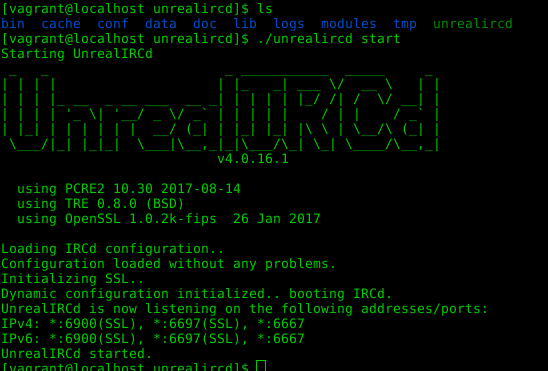 [vagrant@localhost unrealircd]$ ls
bin  cache  conf  data  doc  lib  logs  modules  tmp  unrealircd
[vagrant@localhost unrealircd]$ ./unrealircd start
Starting UnrealIRCd
UnrealIRCd
v4.0.16.1
using PCRE2 10.30 2017-08-14
using TRE 0.8.0 (BSD)
using OpenSSL 1.0.2k-fips  26 Jan 2017
Loading IRCd configuration..
Configuration loaded without any problems.
Initializing SSL..
Dynamic configuration initialized.. booting IRCd.
UnrealIRCd is now listening on the following addresses/ports:
IPv4: *:6900(SSL), *:6697(SSL), *:6667
IPv6: *:6900(SSL), *:6697(SSL), *:6667
UnrealIRCd started.
[vagrant@localhost unrealircd]$